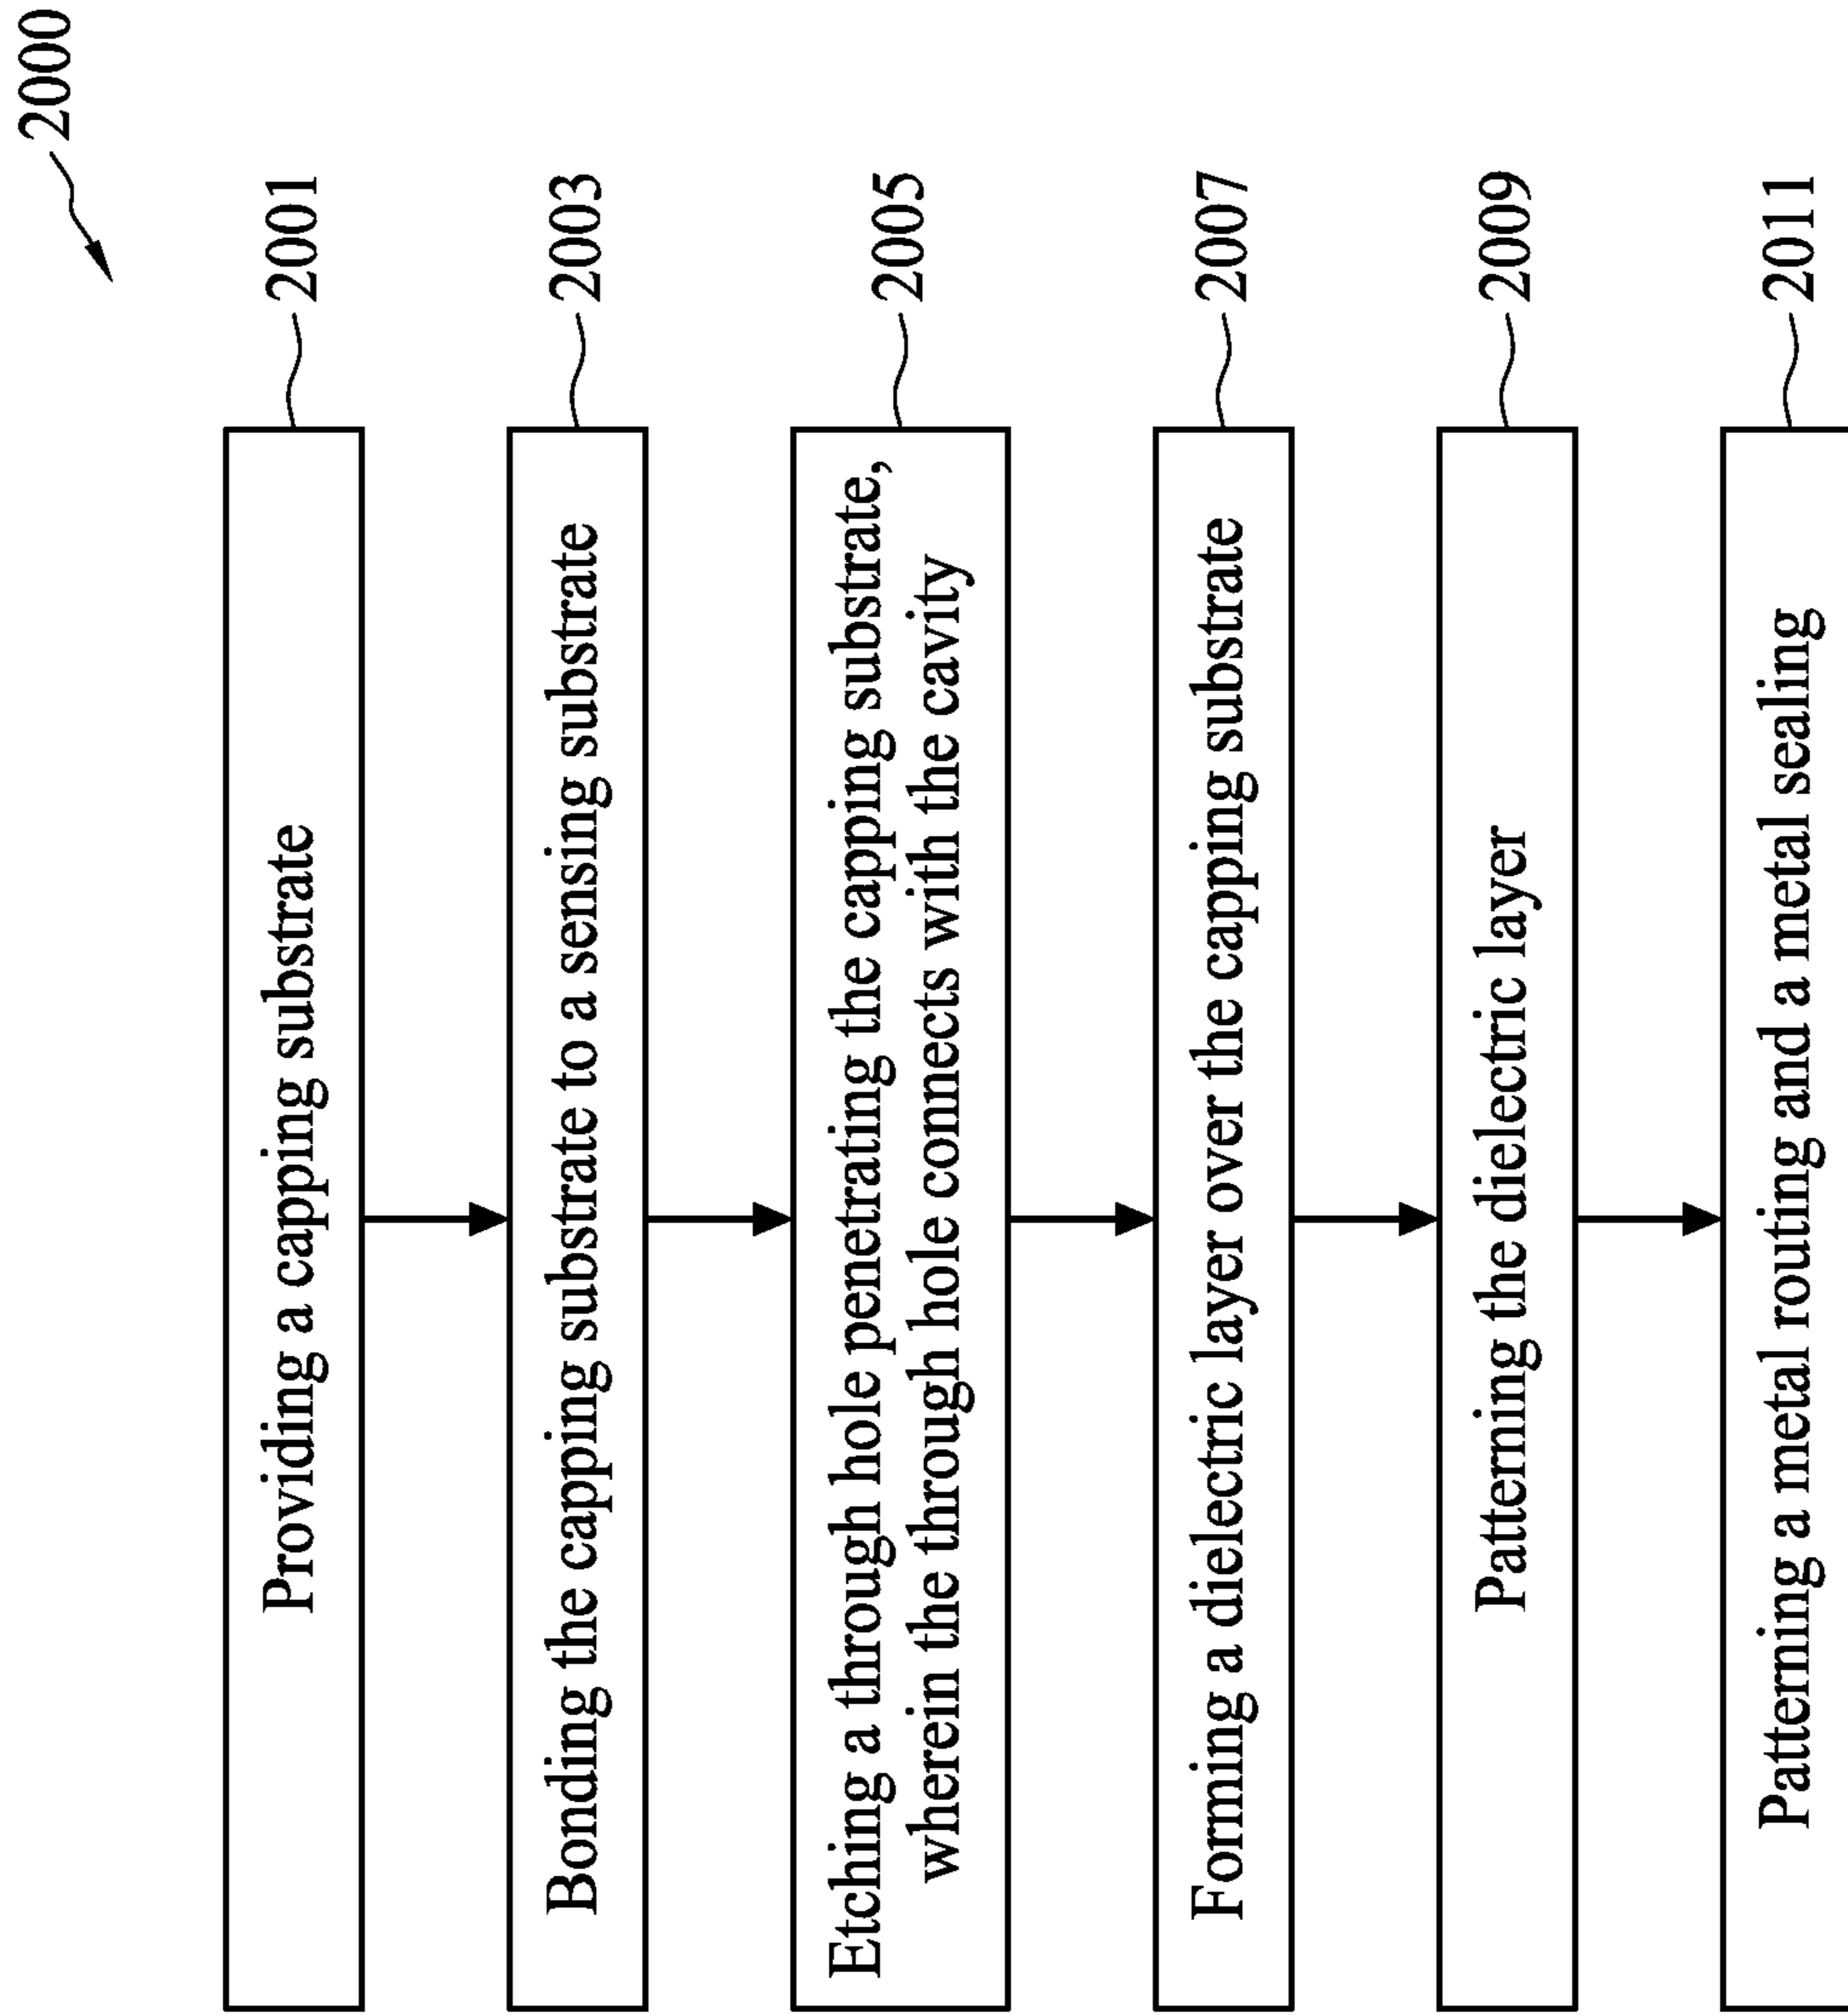 2000
Providing a capping substrate
2001
Bonding the capping substrate to a sensing substrate
2003
Etching a through hole penetrating the capping substrate,
wherein the through hole connects with the cavity
2005
Forming a dielectric layer over the capping substrate
2007
Patterning the dielectric layer
2009
Patterning a metal routing and a metal sealing
2011